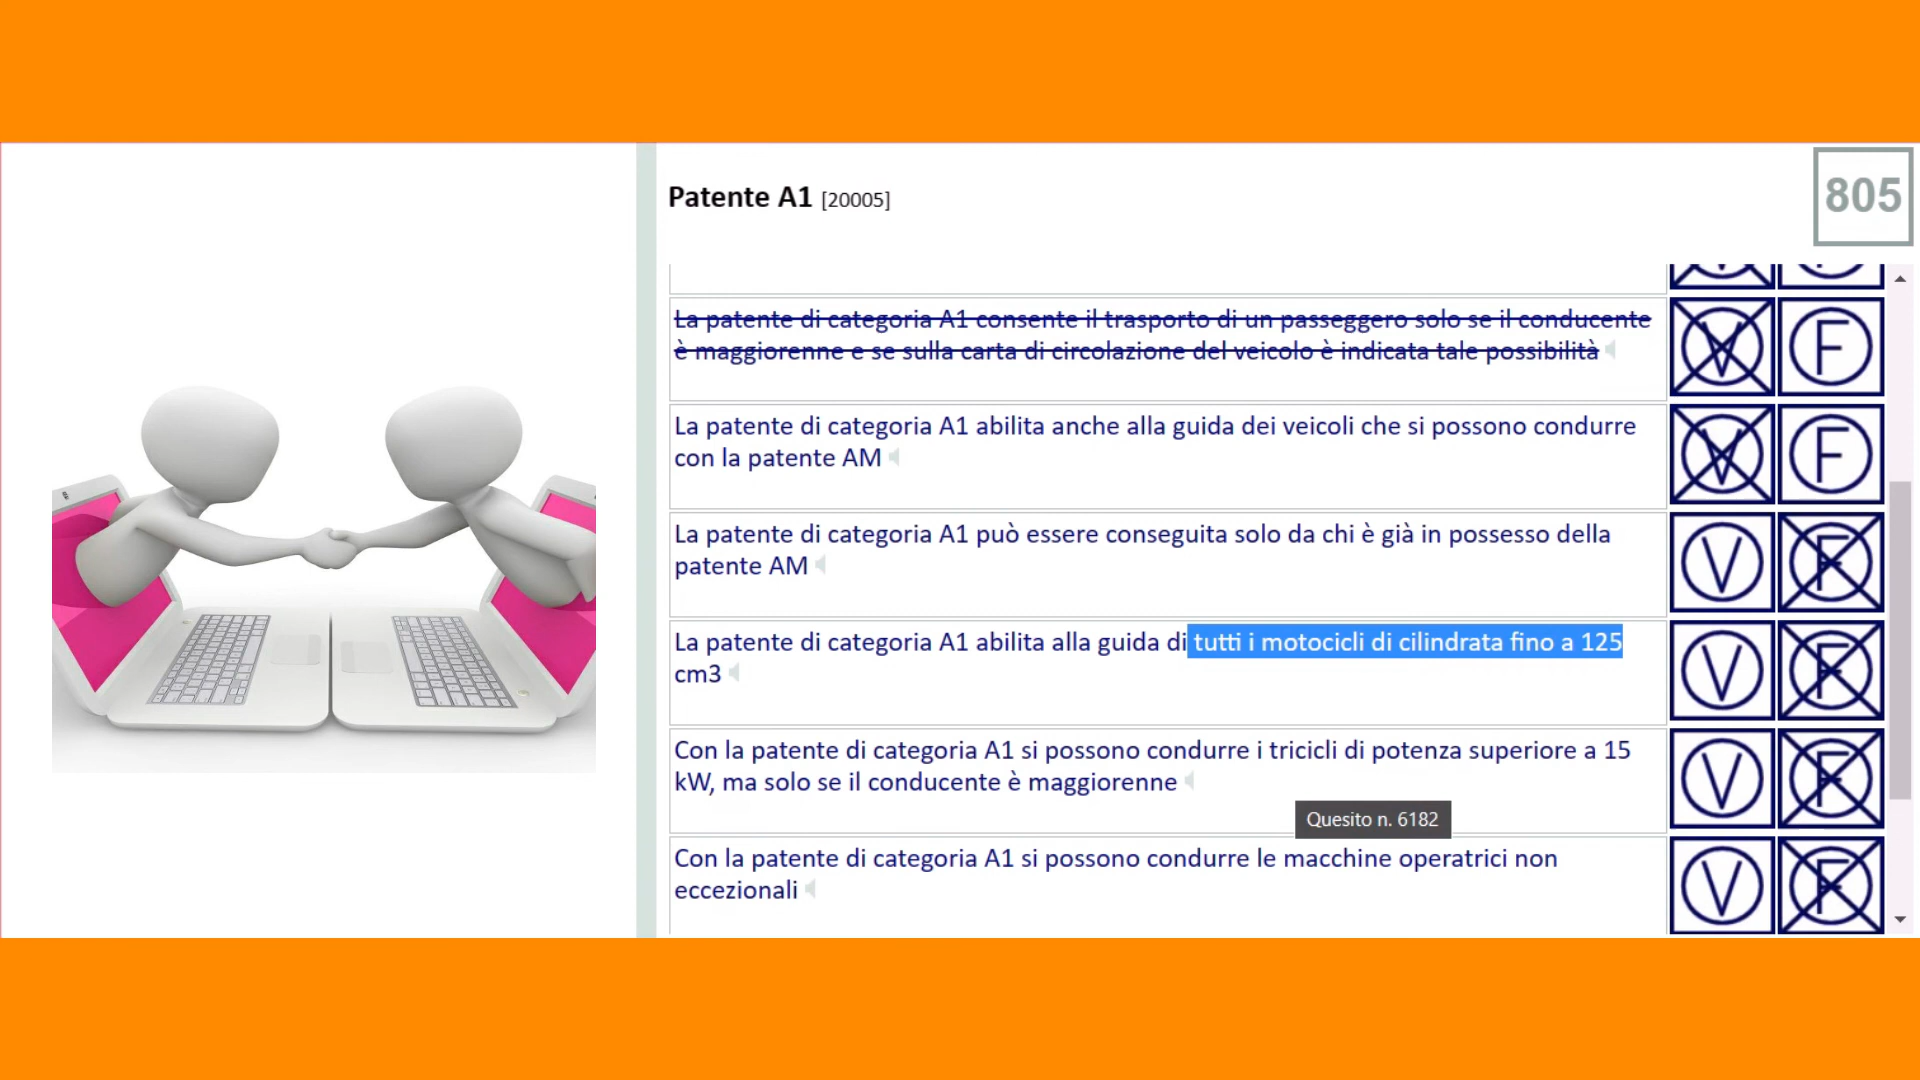 Patente A1 [20005]
805
La patente di categoria A1 consente il trasporto di un passeggero solo se il conducente
è maggiorenne e se sulla carta di circolazione del veicolo è indicata tale possibilità
V F
La patente di categoria A1 abilita anche alla guida dei veicoli che si possono condurre
con la patente AM
V F
La patente di categoria A1 può essere conseguita solo da chi è già in possesso della
patente AM
V F
La patente di categoria A1 abilita alla guida di tutti i motocicli di cilindrata fino a 125
cm3
V F
Con la patente di categoria A1 si possono condurre i tricicli di potenza superiore a 15
kW, ma solo se il conducente è maggiorenne
V F
Quesito n. 6182
Con la patente di categoria A1 si possono condurre le macchine operatrici non
eccezionali
V F